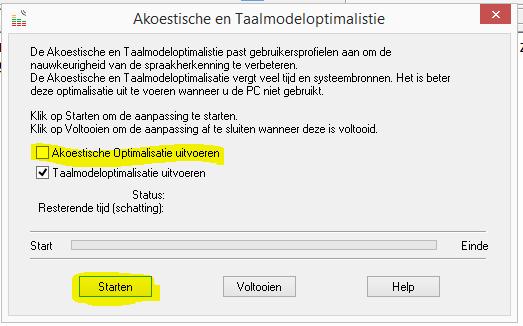 Akoestische en Taalmodeloptimalistie
De Akoestische en Taalmodeloptimalistie past gebruikersprofielen aan om de
nauwkeurigheid van de spraakherkenning te verbeteren.
De Akoestische en Taalmodeloptimalisatie vergt veel tijd en systeembronnen. Het is beter
deze optimalisatie uit te voeren wanneer u de PC niet gebruikt.
Klik op Starten om de aanpassing te starten.
Klik op Voltooien om de aanpassing af te sluiten wanneer deze is voltooid.
Akoestische Optimalisatie uitvoeren
Taalmodeloptimalisatie uitvoeren
Status:
Resterende tijd (schatting):
Start Einde
Starten Voltooien Help